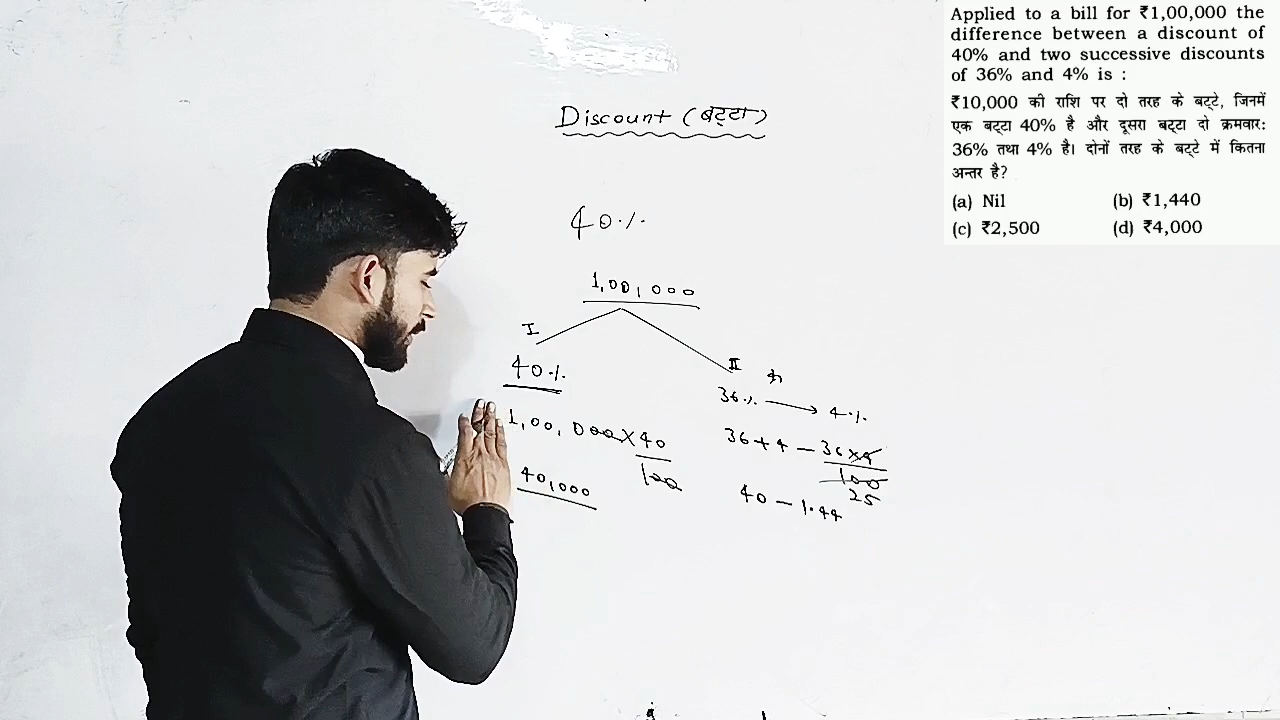 Applied to a bill for ₹1,00,000 the
difference between a discount of
40% and two successive discounts
of 36% and 4% is :
₹10,000 की राशि पर दो तरह के बट्टे, जिनमें
एक बट्टा 40% है और दूसरा बट्टा दो क्रमवार:
36% तथा 4% है। दोनों तरह के बट्टे में कितना
अन्तर है?
(a) Nil (b) ₹1,440
(c) ₹2,500 (d) ₹4,000
Discount (बट्टा)
40%
1,00,000
I II
40% 36% → 4%
1,00,000 × 40 / 100
36 + 4 - 36 × 4 / 100
25
40,000
40 - 1.44